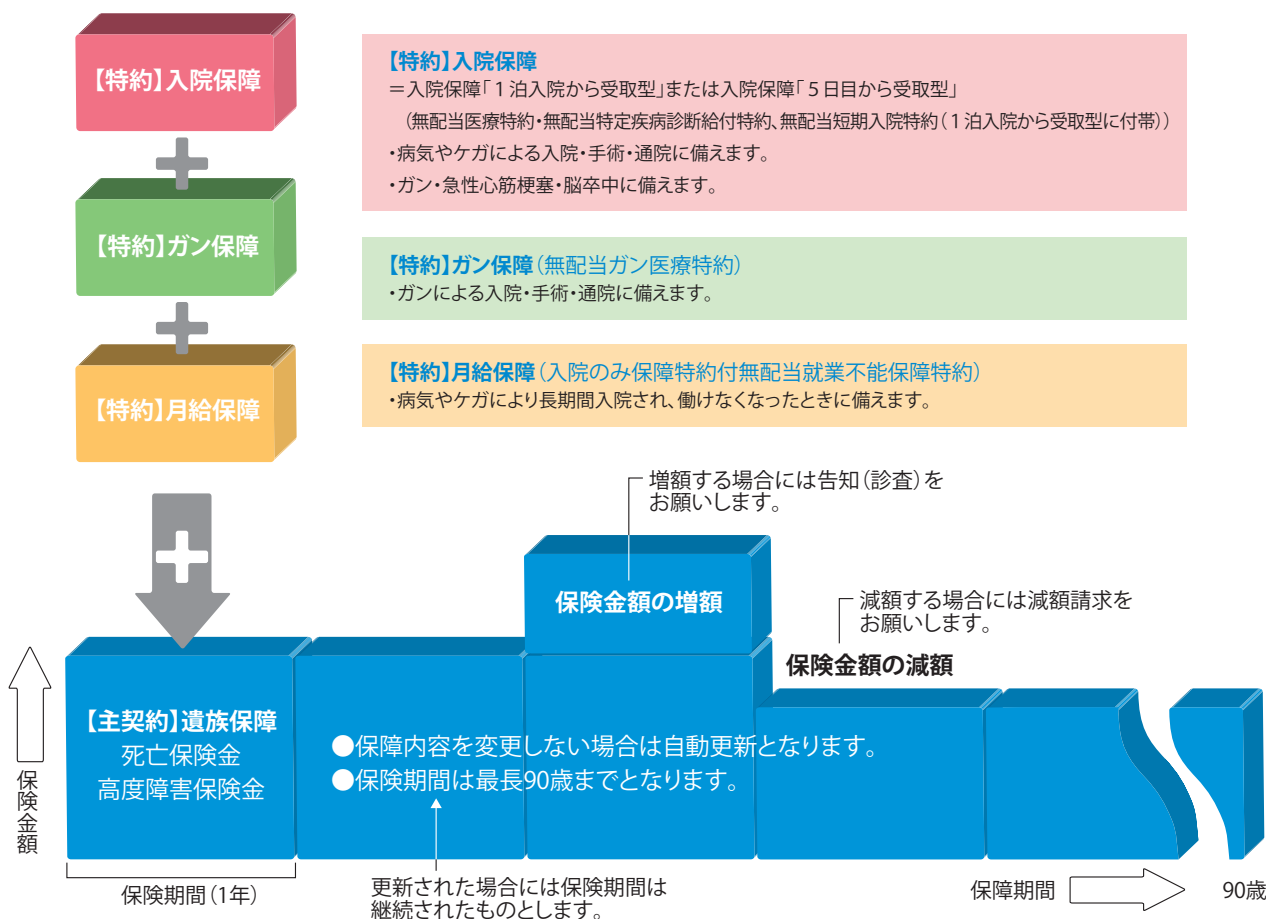 【特約】入院保障
【特約】入院保障
＝入院保障「１泊入院から受取型」または入院保障「５日目から受取型」
（無配当医療特約・無配当特定疾病診断給付特約、無配当短期入院特約（１泊入院から受取型に付帯））
・病気やケガによる入院・手術・通院に備えます。
・ガン・急性心筋梗塞・脳卒中に備えます。
【特約】ガン保障
【特約】ガン保障（無配当ガン医療特約）
・ガンによる入院・手術・通院に備えます。
【特約】月給保障
【特約】月給保障（入院のみ保障特約付無配当就業不能保障特約）
・病気やケガにより長期間入院され、働けなくなったときに備えます。
増額する場合には告知（診査）を
お願いします。
保険金額の増額
減額する場合には減額請求を
お願いします。
保険金額の減額
【主契約】遺族保障
死亡保険金
高度障害保険金
●保障内容を変更しない場合は自動更新となります。
●保険期間は最長90歳までとなります。
保険金額
保険期間（1年）
更新された場合には保険期間は
継続されたものとします。
保障期間
90歳